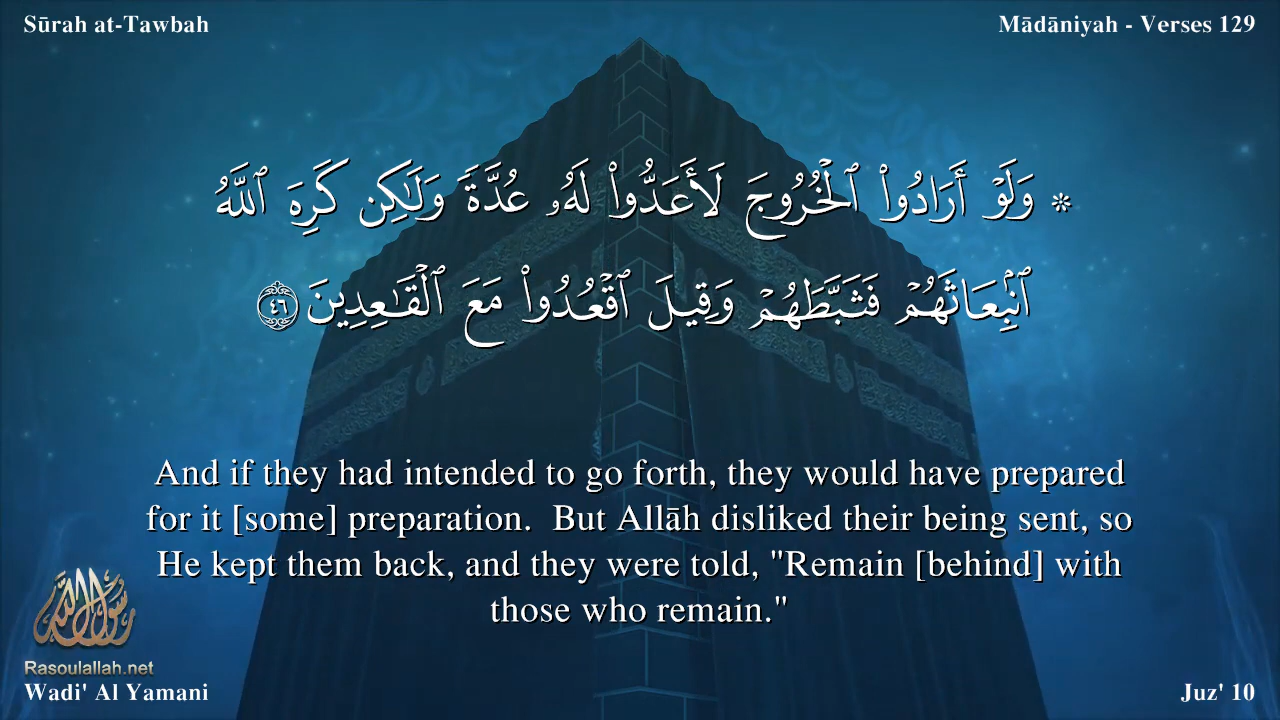 Sūrah at-Tawbah
Mādāniyah - Verses 129
۞ وَلَوْ أَرَادُوا۟ ٱلْخُرُوجَ لَأَعَدُّوا۟ لَهُۥ عُدَّةً وَلَـٰكِن كَرِهَ ٱللَّهُ
ٱنۢبِعَاثَهُمْ فَثَبَّطَهُمْ وَقِيلَ ٱقْعُدُوا۟ مَعَ ٱلْقَـٰعِدِينَ ٤٦
And if they had intended to go forth, they would have prepared
for it [some] preparation.  But Allāh disliked their being sent, so
He kept them back, and they were told, "Remain [behind] with
those who remain."
رسول الله
Rasoulallah.net
Wadi' Al Yamani
Juz' 10